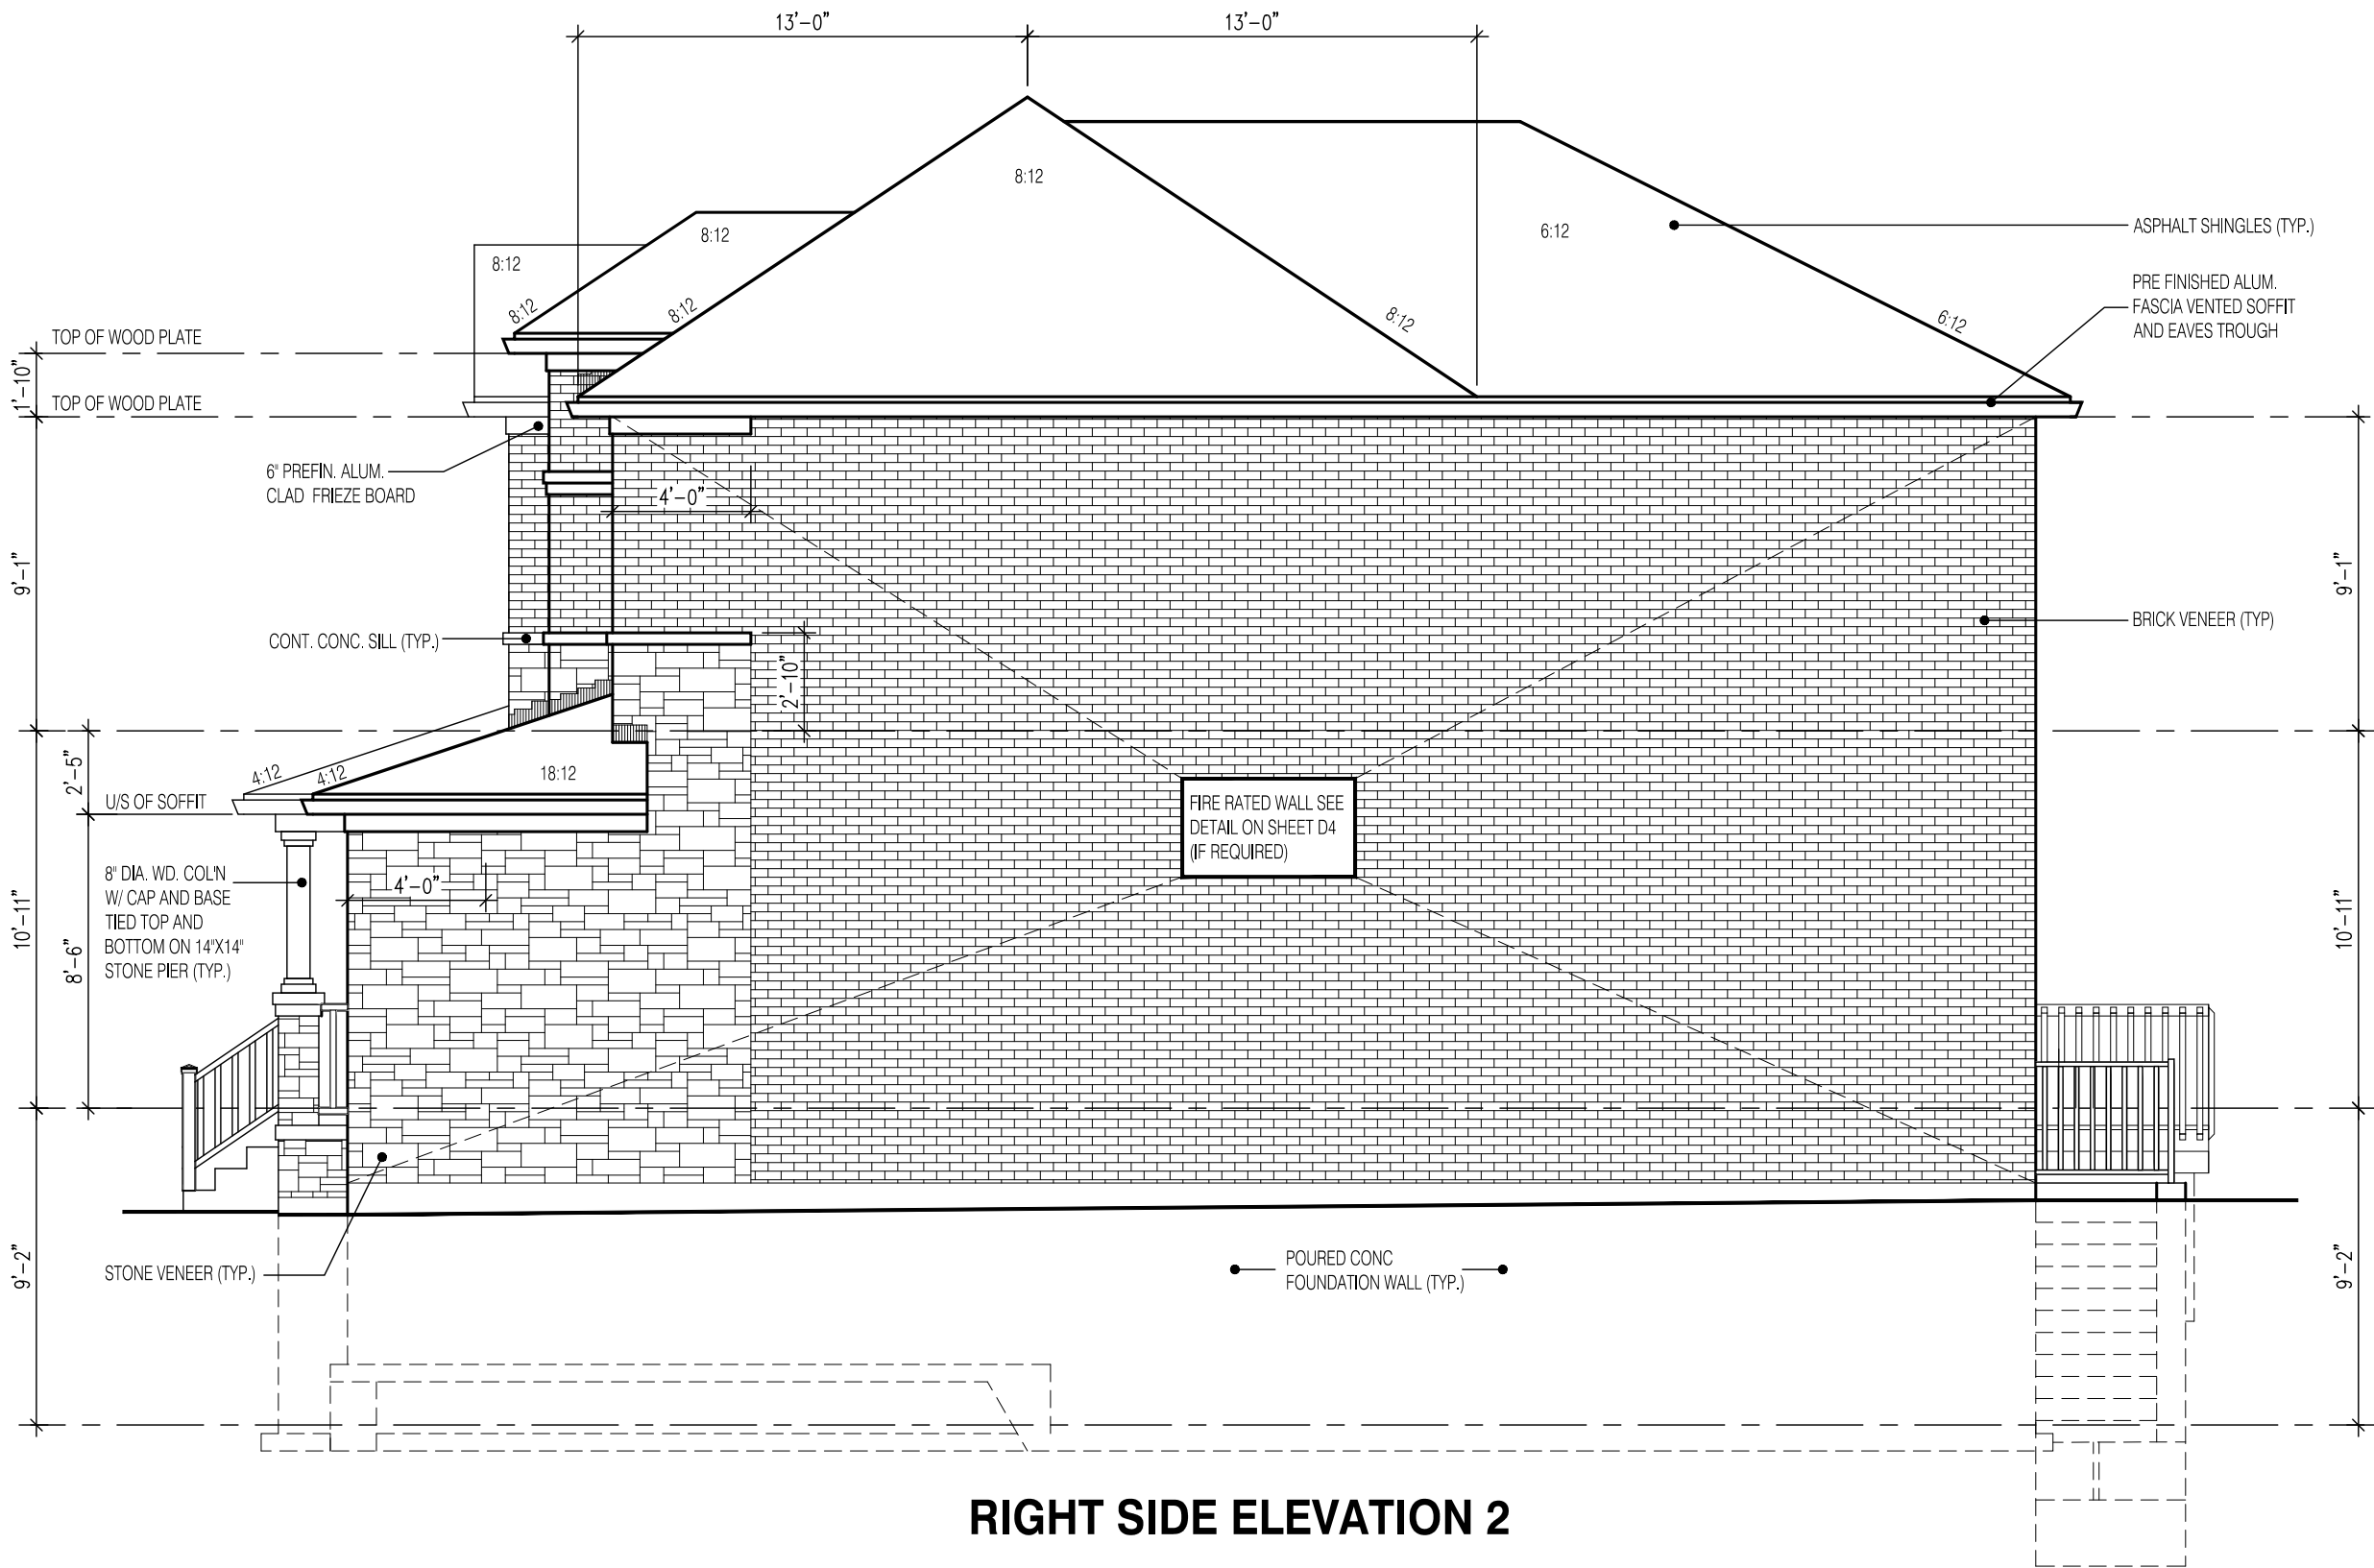 13'-0"
13'-0"
8:12
8:12
8:12
8:12
8:12
8:12
6:12
6:12
ASPHALT SHINGLES (TYP.)
PRE FINISHED ALUM.
FASCIA VENTED SOFFIT
AND EAVES TROUGH
TOP OF WOOD PLATE
1'-10"
TOP OF WOOD PLATE
6" PREFIN. ALUM.
CLAD FRIEZE BOARD
4'-0"
9'-1"
9'-1"
CONT. CONC. SILL (TYP.)
BRICK VENEER (TYP)
2'-10"
2'-5"
4:12
4:12
18:12
U/S OF SOFFIT
FIRE RATED WALL SEE
DETAIL ON SHEET D4
(IF REQUIRED)
8" DIA. WD. COL'N
W/ CAP AND BASE
TIED TOP AND
BOTTOM ON 14"X14"
STONE PIER (TYP.)
4'-0"
10'-11"
8'-6"
10'-11"
STONE VENEER (TYP.)
POURED CONC
FOUNDATION WALL (TYP.)
9'-2"
9'-2"
RIGHT SIDE ELEVATION 2